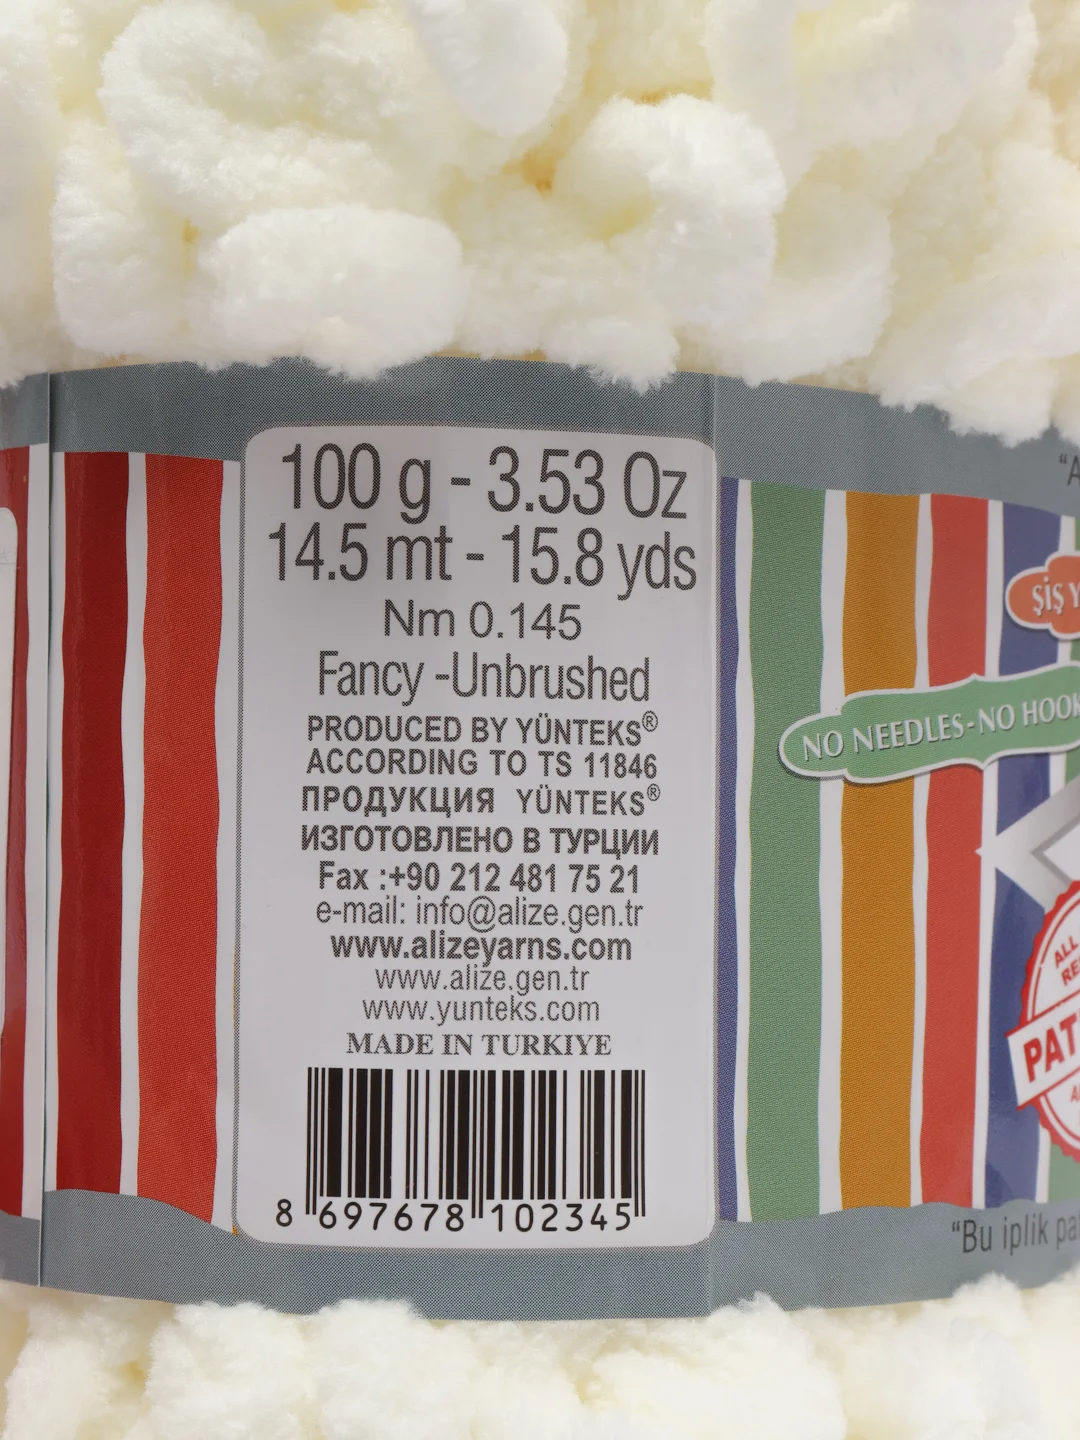 100 g - 3.53 Oz
14.5 mt - 15.8 yds
Nm 0.145
Fancy -Unbrushed
PRODUCED BY YÜNTEKS®
ACCORDING TO TS 11846
ПРОДУКЦИЯ YÜNTEKS®
ИЗГОТОВЛЕНО В ТУРЦИИ
Fax :+90 212 481 75 21
e-mail: info@alize.gen.tr
www.alizeyarns.com
www.alize.gen.tr
www.yunteks.com
MADE IN TURKIYE
8 697678 102345
ŞİŞ
NO NEEDLES-NO HOOK
ALL
"Bu iplik